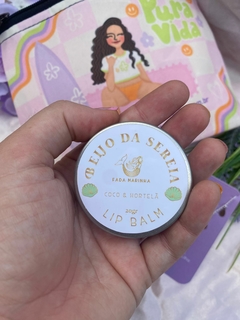 Pura
Vida
BEIJO DA SEREIA
CASA MARINHA
COCO & HORTELÃ
LIP BALM